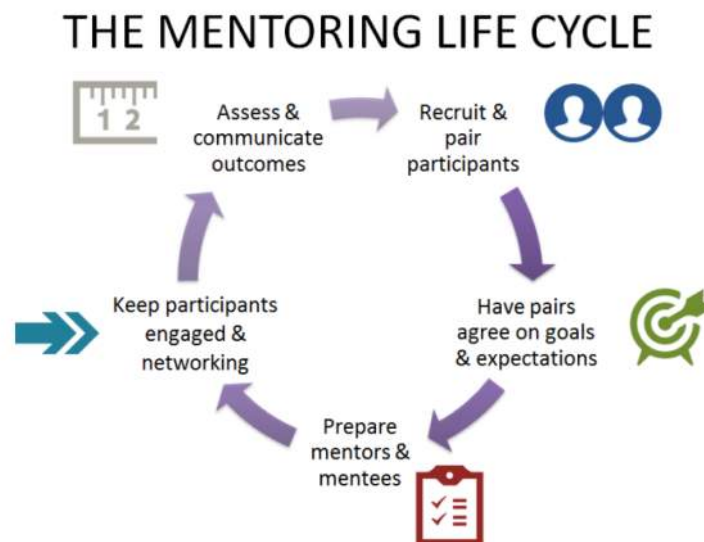 THE MENTORING LIFE CYCLE
1 2
Assess &
communicate
outcomes
Recruit &
pair
participants
Have pairs
agree on goals
& expectations
Prepare
mentors &
mentees
Keep participants
engaged &
networking